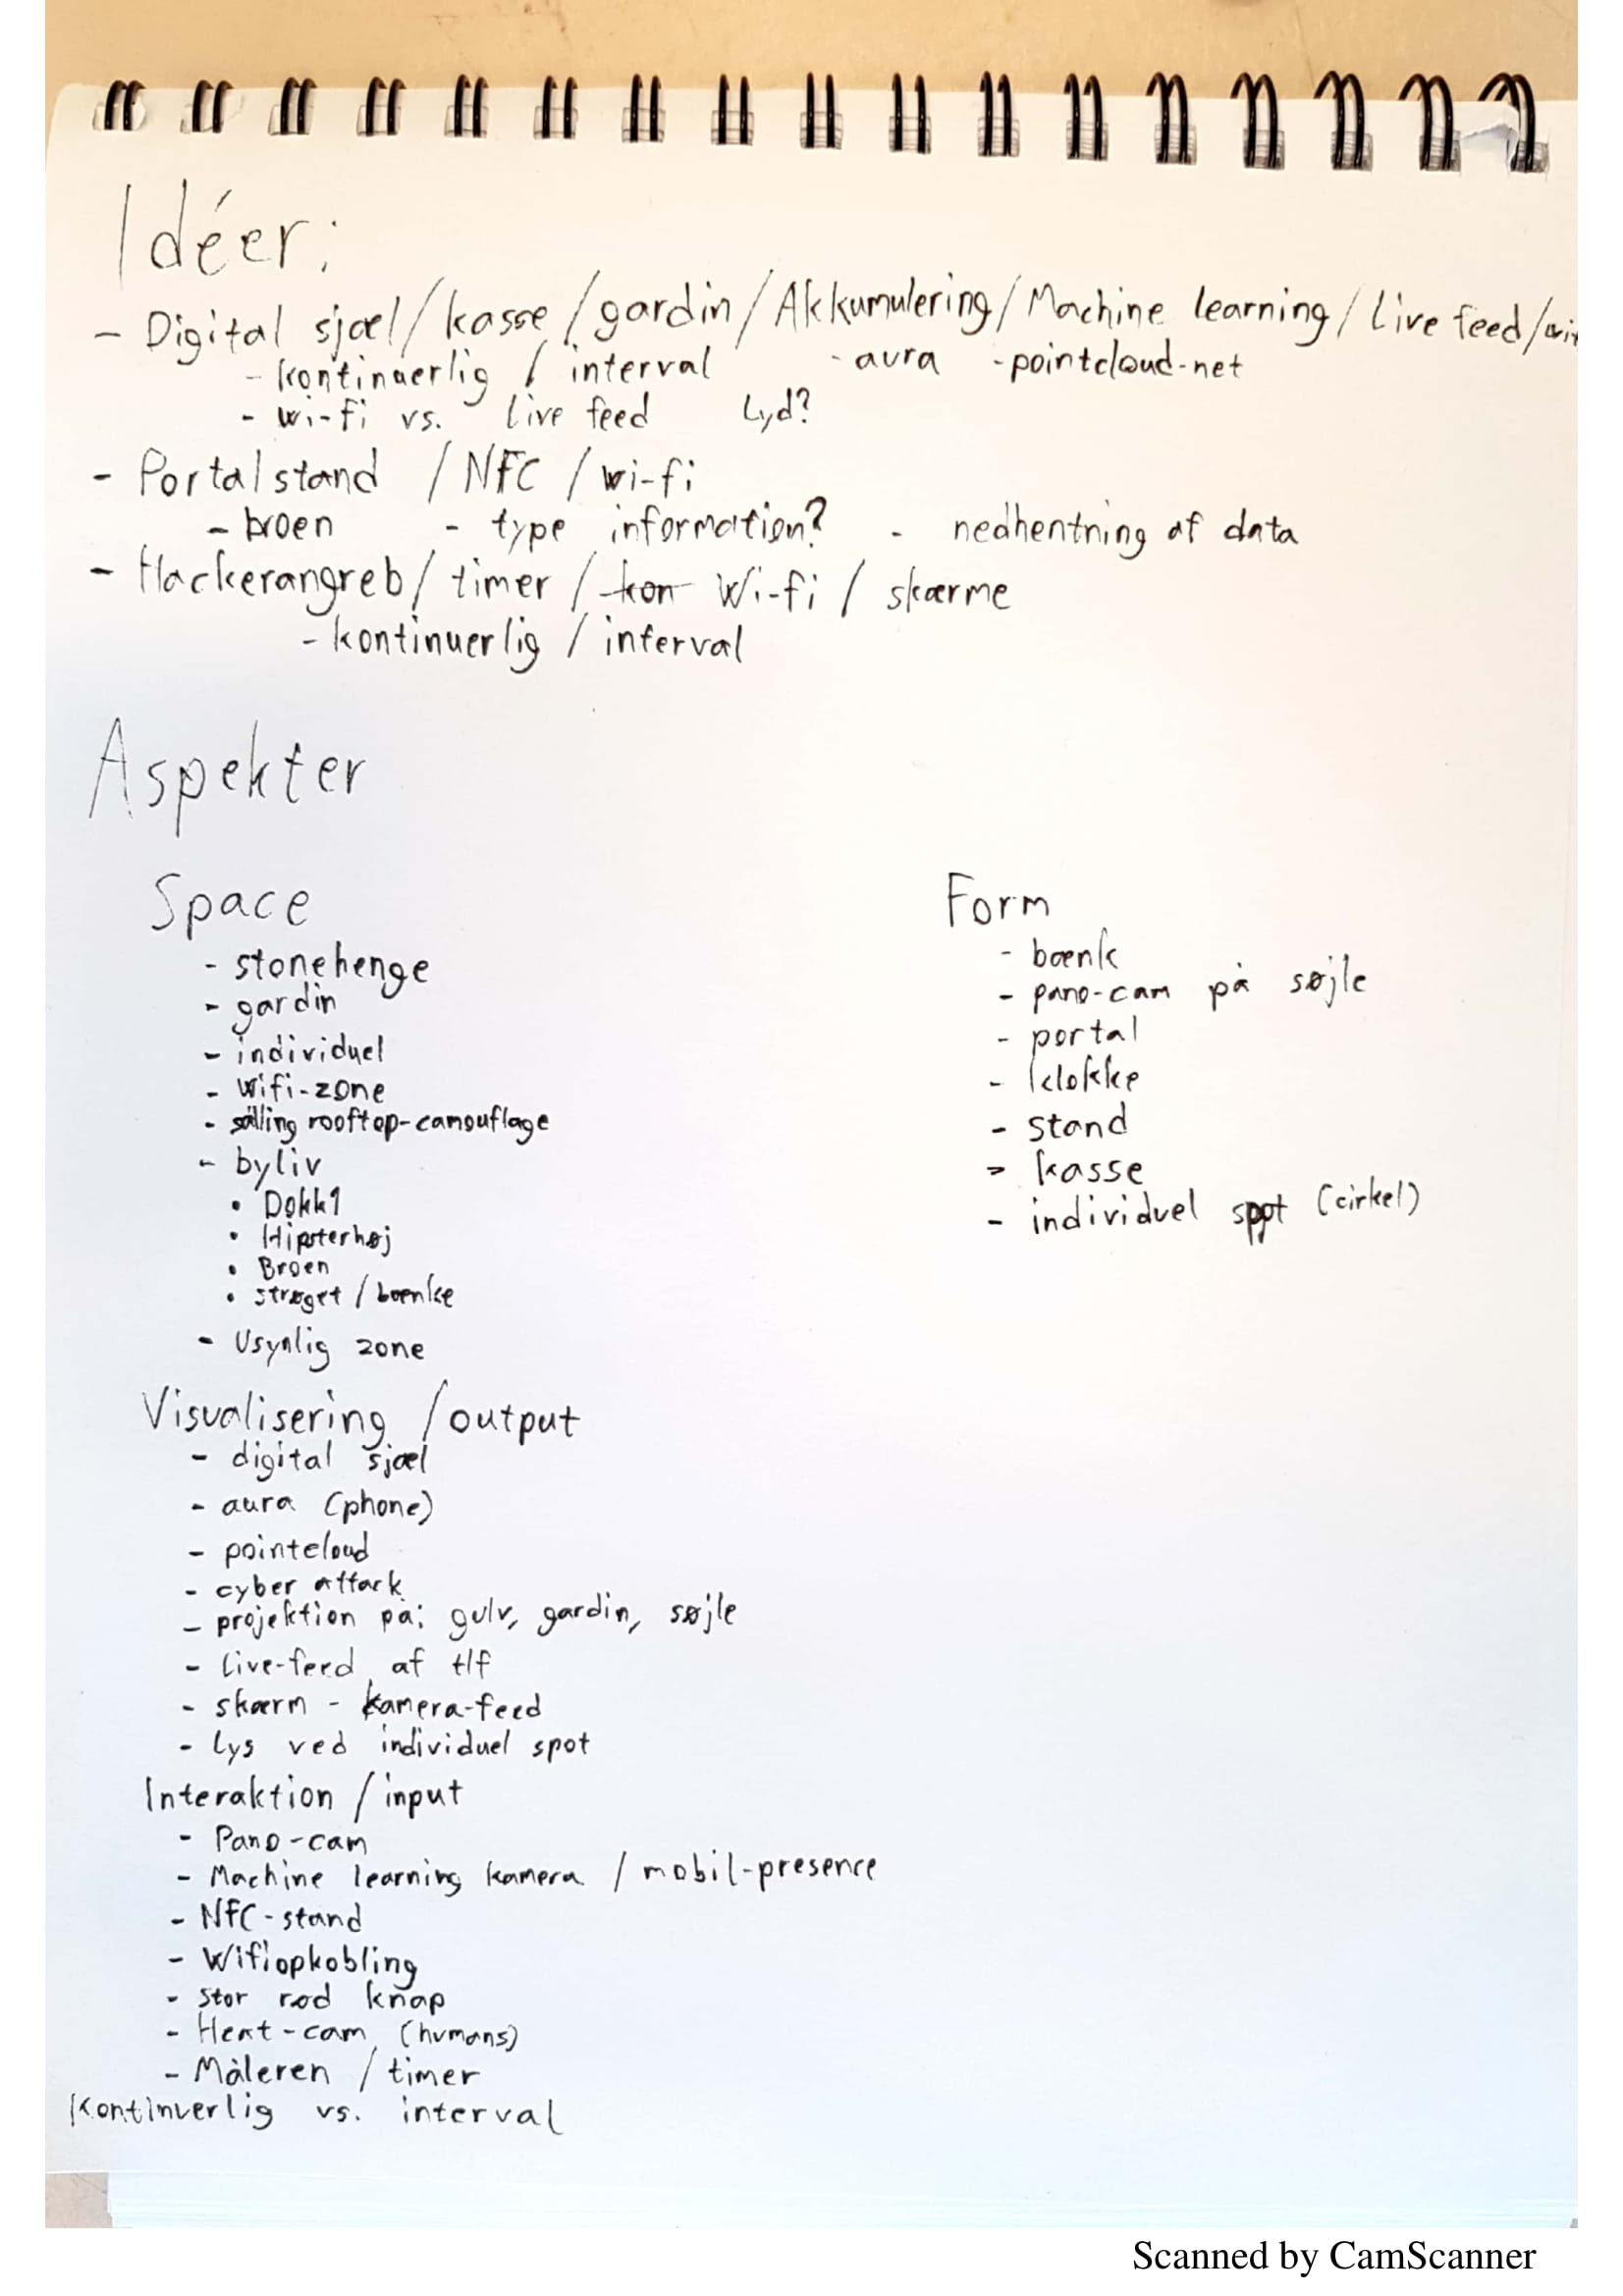 Idéer:
- Digital sjæl/kasse/gardin/Akkumulering/Machine learning/Live feed/
- kontinuerlig / interval - aura - pointcloud-net
- wi-fi vs. live feed Lyd?
- Portalstand / NFC / wi-fi
- broen - type information? - nedhentning af data
- Hackerangreb/ timer / kon Wi-fi / skærme
- kontinuerlig / interval
Aspekter
Space
- stonehenge
- gardin
- individuel
- Wifi-zone
- salling rooftop-camouflage
- byliv
• Dokk1
• Hipsterhøj
• Broen
• strøget / bænke
- Usynlig zone
Form
- bænk
- pano-cam på søjle
- portal
- klokke
- stand
- kasse
- individuel spot (cirkel)
Visualisering / output
- digital sjæl
- aura (phone)
- pointcloud
- cyber attack
- projektion på: gulv, gardin, søjle
- live-feed af tlf
- skærm - kamera-feed
- Lys ved individuel spot
Interaktion / input
- Pano-cam
- Machine learning kamera / mobil-presence
- NFC-stand
- Wifiopkobling
- stor rød knap
- Heat-cam (humans)
- Måleren / timer
Kontinuerlig vs. interval
Scanned by CamScanner